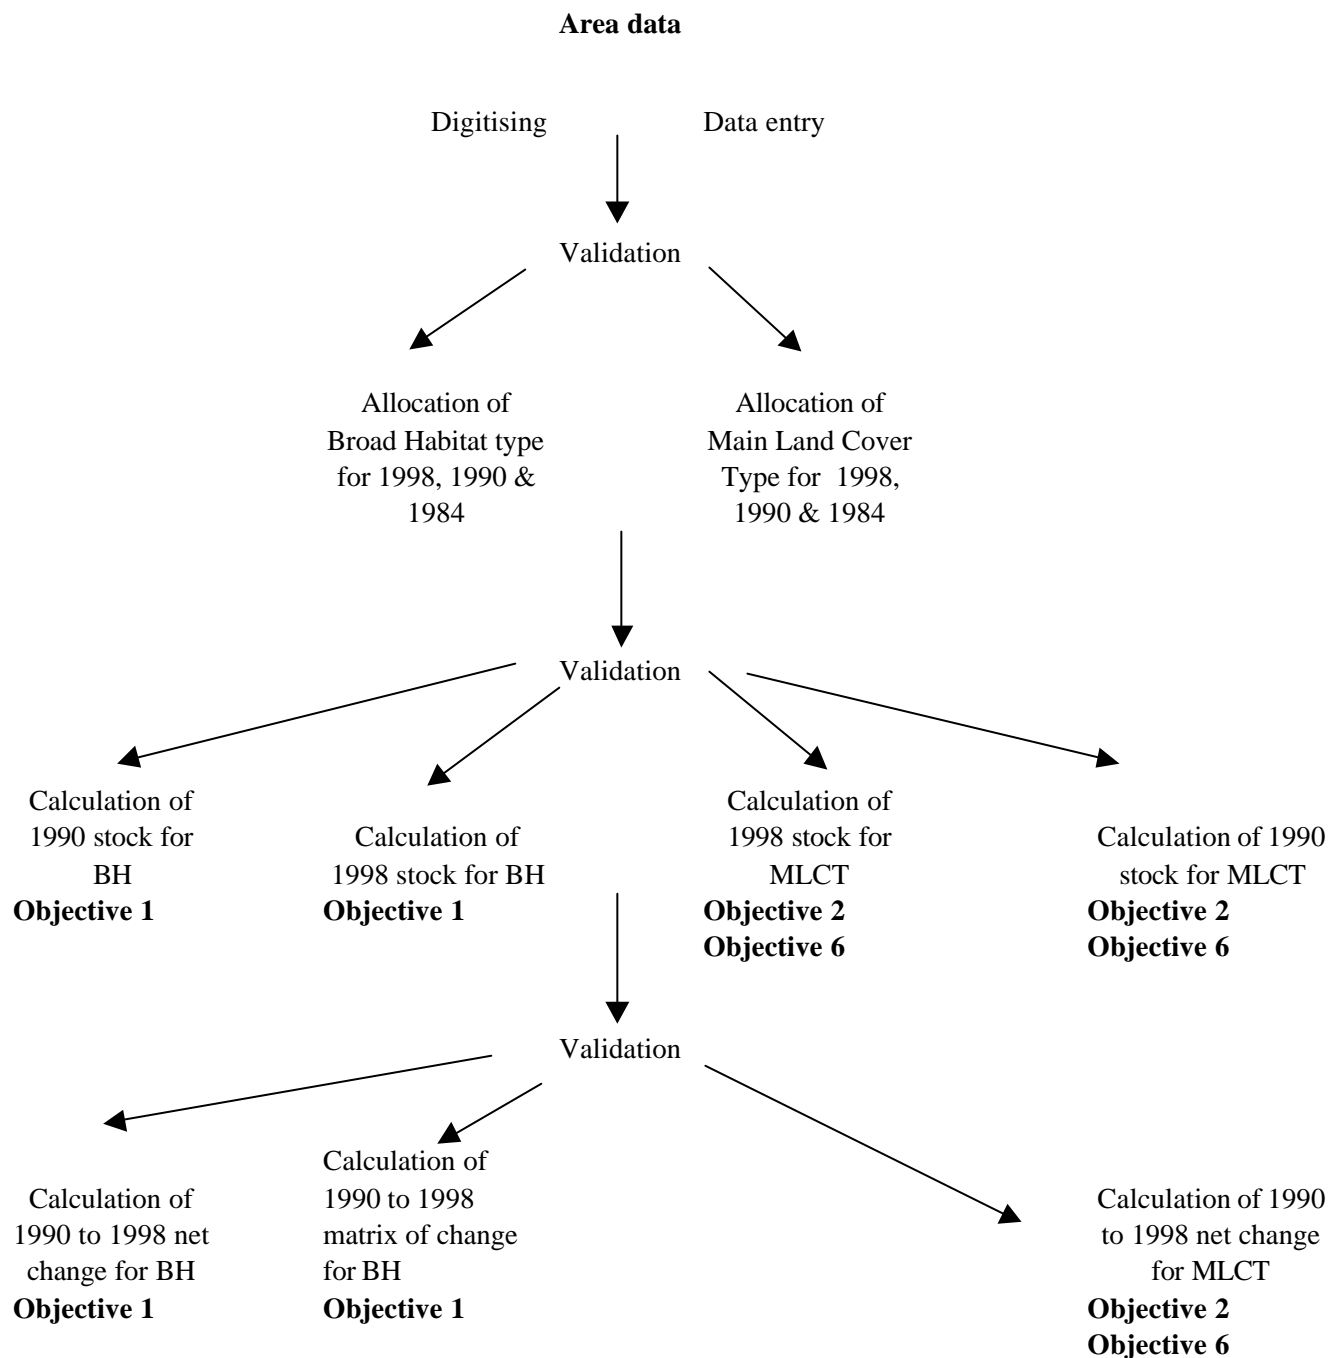 Area data
Digitising
Data entry
Validation
Allocation of
Broad Habitat type
for 1998, 1990 &
1984
Allocation of
Main Land Cover
Type for 1998,
1990 & 1984
Validation
Calculation of
1990 stock for
BH
Objective 1
Calculation of
1998 stock for BH
Objective 1
Calculation of
1998 stock for
MLCT
Objective 2
Objective 6
Calculation of 1990
stock for MLCT
Objective 2
Objective 6
Validation
Calculation of
1990 to 1998 net
change for BH
Objective 1
Calculation of
1990 to 1998
matrix of change
for BH
Objective 1
Calculation of 1990
to 1998 net change
for MLCT
Objective 2
Objective 6